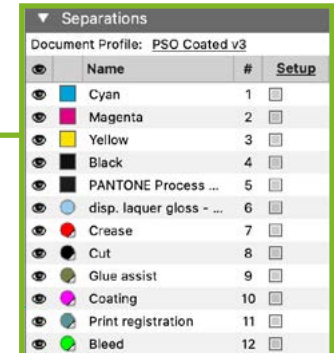 Separations
Document Profile: PSO Coated v3
Name # Setup
Cyan 1
Magenta 2
Yellow 3
Black 4
PANTONE Process ... 5
disp. laquer gloss - ... 6
Crease 7
Cut 8
Glue assist 9
Coating 10
Print registration 11
Bleed 12